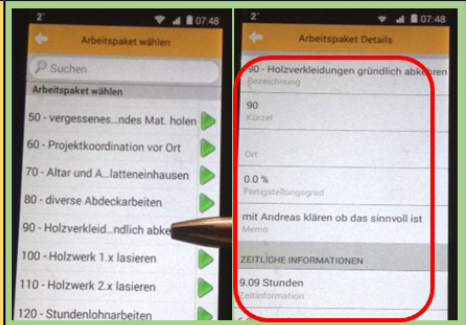 2
07:48
Arbeitspaket wählen
Suchen
Arbeitspaket wählen
50 - vergessenes...ndes Mat. holen
60 - Projektkoordination vor Ort
70 - Altar und A...latteneinhausen
80 - diverse Abdeckarbeiten
90 - Holzverkleid...ndlich abke
100 - Holzwerk 1.x lasieren
110 - Holzwerk 2.x lasieren
120 - Stundenlohnarbeiten
2
07:48
Arbeitspaket Details
90 - Holzverkleidungen gründlich abkehren
Bezeichnung
90
Kürzel
Ort
0.0 %
Fertigstellungsgrad
mit Andreas klären ob das sinnvoll ist
Memo
ZEITLICHE INFORMATIONEN
9.09 Stunden
Zeitinformation